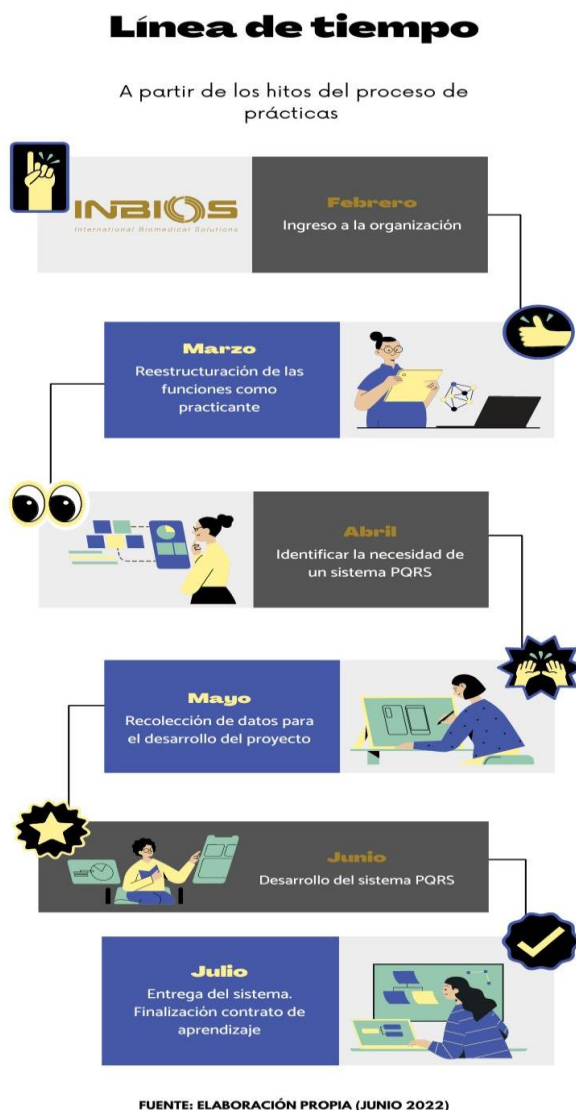 Línea de tiempo
A partir de los hitos del proceso de
prácticas
INBIOS
International Biomedical Solutions
Febrero
Ingreso a la organización
Marzo
Reestructuración de las
funciones como
practicante
Abril
Identificar la necesidad de
un sistema PQRS
Mayo
Recolección de datos para
el desarrollo del proyecto
Junio
Desarrollo del sistema PQRS
Julio
Entrega del sistema.
Finalización contrato de
aprendizaje
FUENTE: ELABORACIÓN PROPIA (JUNIO 2022)